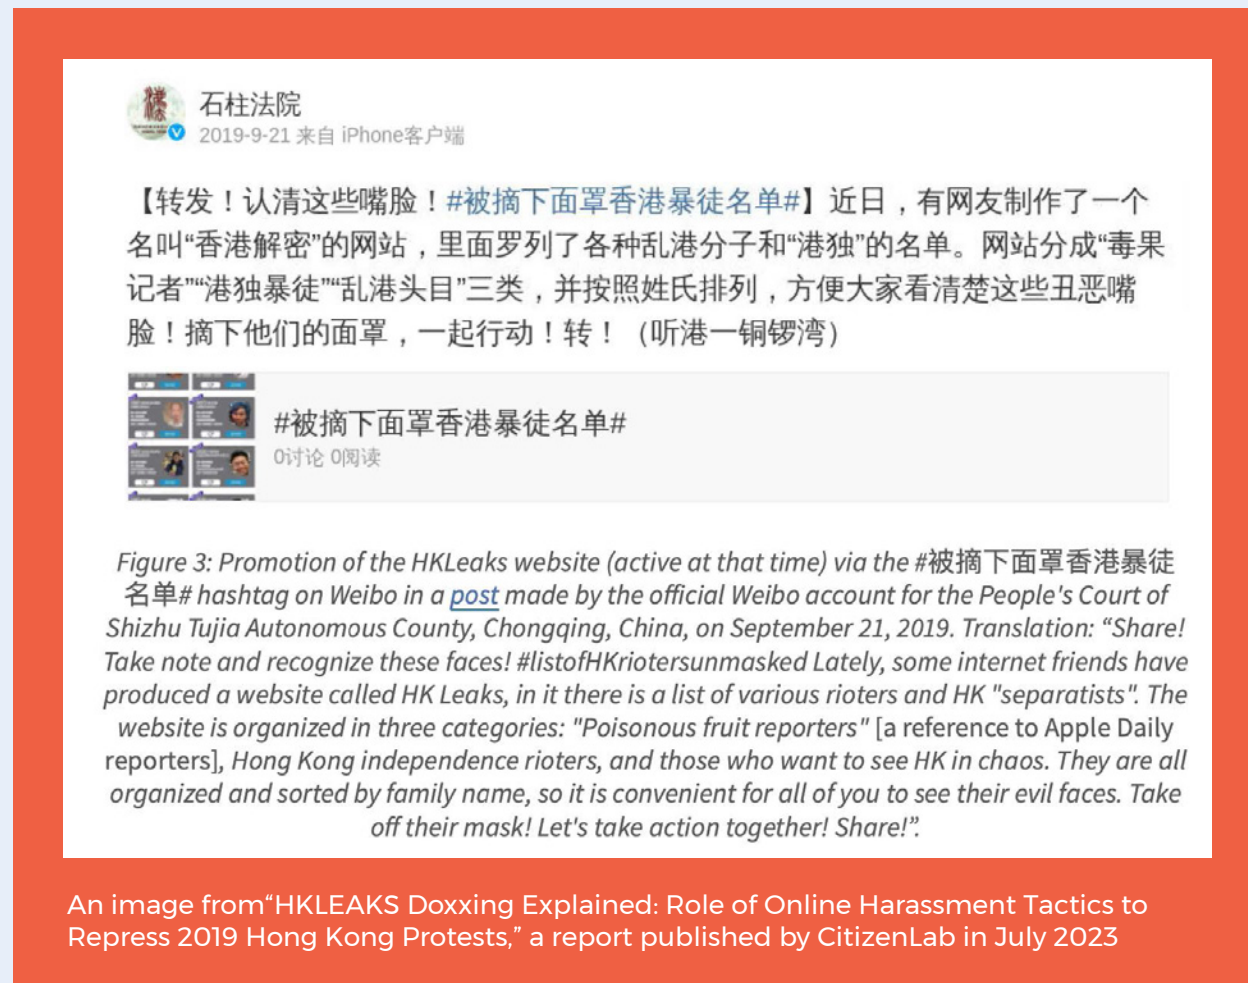 石柱法院
2019-9-21 来自 iPhone客户端
【转发！认清这些嘴脸！#被摘下面罩香港暴徒名单#】近日，有网友制作了一个
名叫“香港解密”的网站，里面罗列了各种乱港分子和“港独”的名单。网站分成“毒果
记者”“港独暴徒”“乱港头目”三类，并按照姓氏排列，方便大家看清楚这些丑恶嘴
脸！摘下他们的面罩，一起行动！转！（听港一铜锣湾）
#被摘下面罩香港暴徒名单#
0讨论 0阅读
Figure 3: Promotion of the HKLeaks website (active at that time) via the #被摘下面罩香港暴徒
名单# hashtag on Weibo in a post made by the official Weibo account for the People's Court of
Shizhu Tujia Autonomous County, Chongqing, China, on September 21, 2019. Translation: “Share!
Take note and recognize these faces! #listofHKriotersunmasked Lately, some internet friends have
produced a website called HK Leaks, in it there is a list of various rioters and HK "separatists". The
website is organized in three categories: "Poisonous fruit reporters" [a reference to Apple Daily
reporters], Hong Kong independence rioters, and those who want to see HK in chaos. They are all
organized and sorted by family name, so it is convenient for all of you to see their evil faces. Take
off their mask! Let's take action together! Share!”.
An image from“HKLEAKS Doxxing Explained: Role of Online Harassment Tactics to
Repress 2019 Hong Kong Protests,” a report published by CitizenLab in July 2023